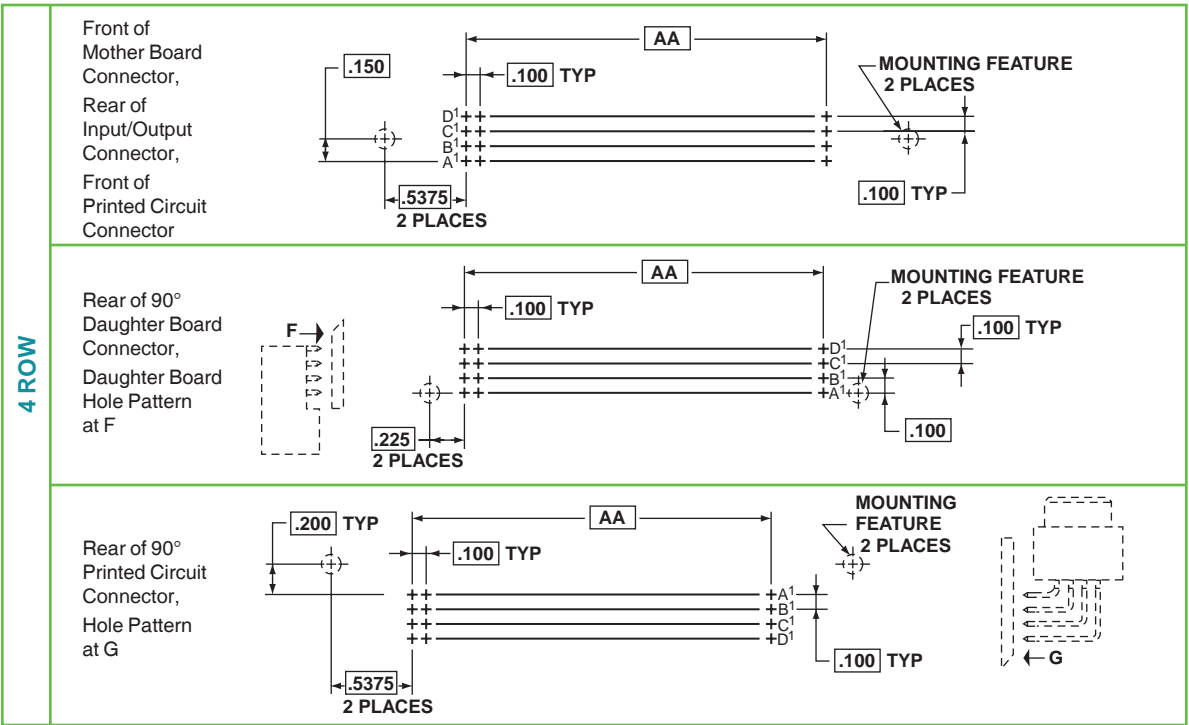 4 ROW
Front of
Mother Board
Connector,
Rear of
Input/Output
Connector,
Front of
Printed Circuit
Connector
.150
AA
.100 TYP
MOUNTING FEATURE
2 PLACES
D1
C1
B1
A1
.5375
2 PLACES
.100 TYP
Rear of 90°
Daughter Board
Connector,
Daughter Board
Hole Pattern
at F
F
AA
.100 TYP
MOUNTING FEATURE
2 PLACES
.100 TYP
D1
C1
B1
A1
.100
.225
2 PLACES
Rear of 90°
Printed Circuit
Connector,
Hole Pattern
at G
.200 TYP
AA
.100 TYP
MOUNTING
FEATURE
2 PLACES
A1
B1
C1
D1
.100 TYP
G
.5375
2 PLACES